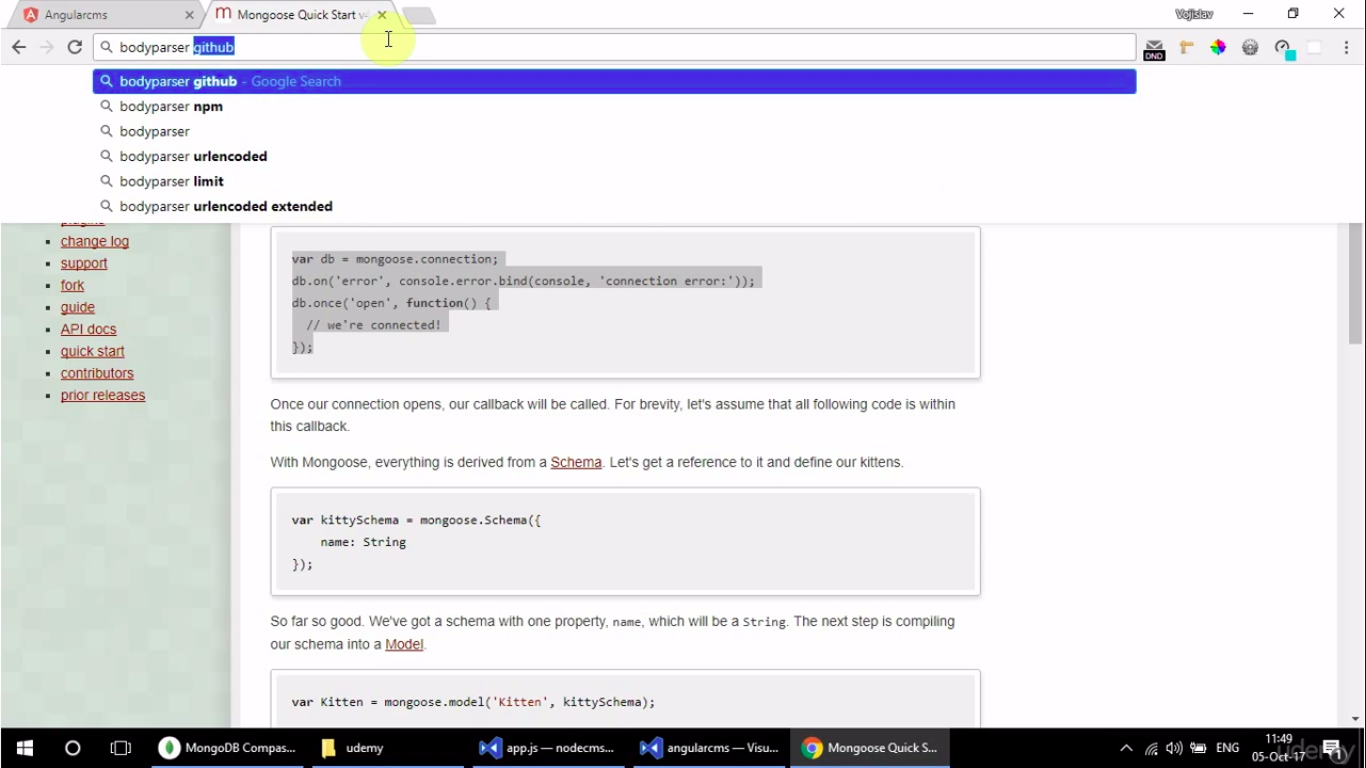 Angularcms
Mongoose Quick Start v4
Vojislav
bodyparser github
DND
bodyparser github - Google Search
bodyparser npm
bodyparser
bodyparser urlencoded
bodyparser limit
bodyparser urlencoded extended
plugins
change log
support
fork
guide
API docs
quick start
contributors
prior releases
var db = mongoose.connection;
db.on('error', console.error.bind(console, 'connection error:'));
db.once('open', function() {
// we're connected!
});
Once our connection opens, our callback will be called. For brevity, let's assume that all following code is within
this callback.
With Mongoose, everything is derived from a Schema. Let's get a reference to it and define our kittens.
var kittySchema = mongoose.Schema({
name: String
});
So far so good. We've got a schema with one property, name, which will be a String. The next step is compiling
our schema into a Model.
var Kitten = mongoose.model('Kitten', kittySchema);
MongoDB Compas...
udemy
app.js — nodecms...
angularcms — Visu...
Mongoose Quick S...
ENG
11:49
05-Oct-17
udemy
1